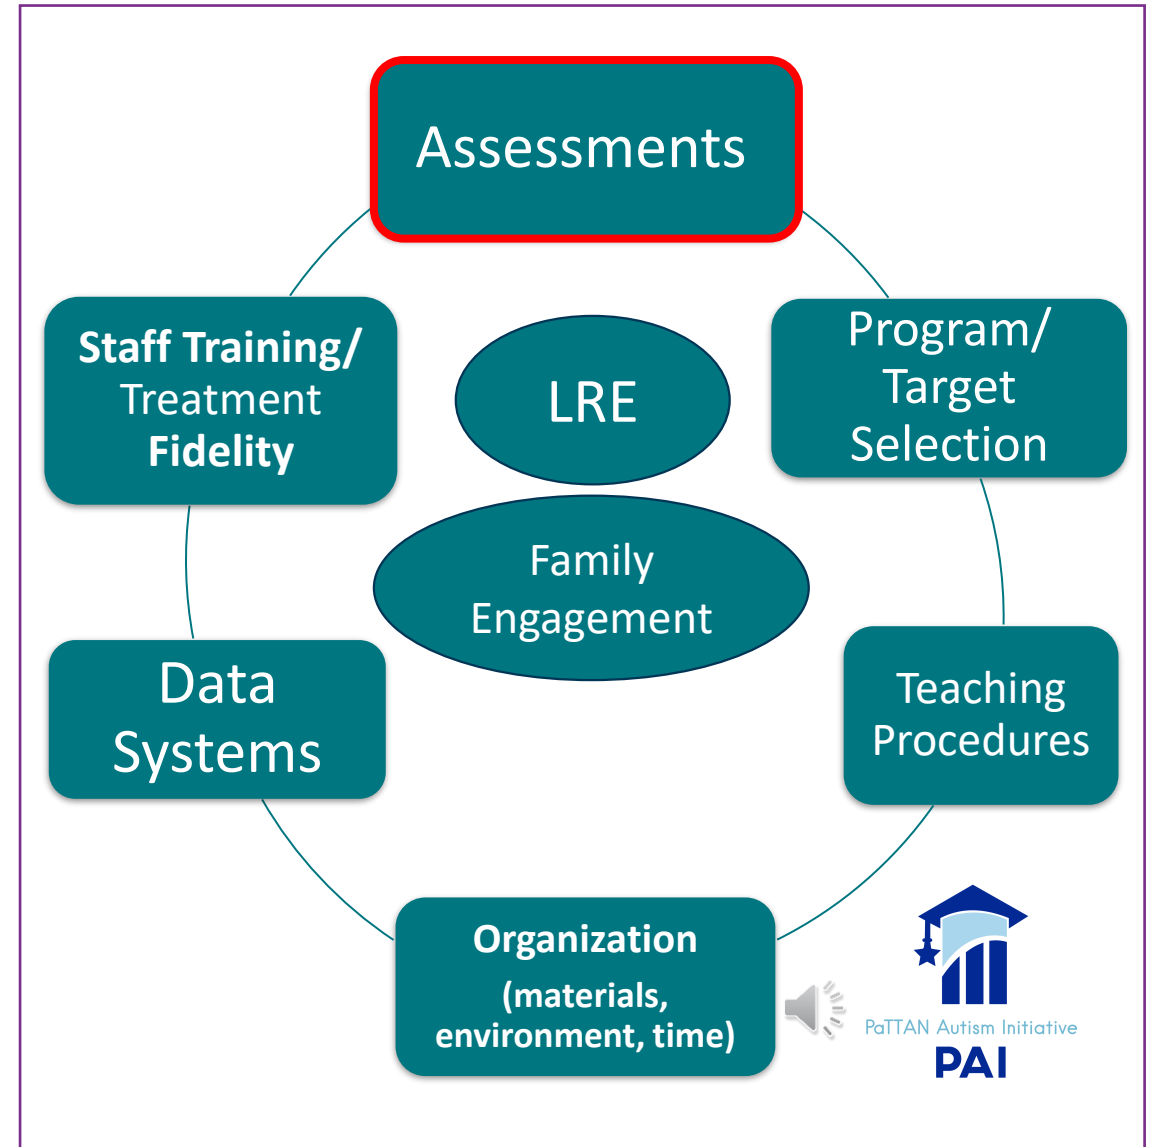 Assessments
Program/
Target
Selection
Teaching
Procedures
Organization
(materials,
environment, time)
Data
Systems
Staff Training/
Treatment
Fidelity
LRE
Family
Engagement
PaTTAN Autism Initiative
PAI